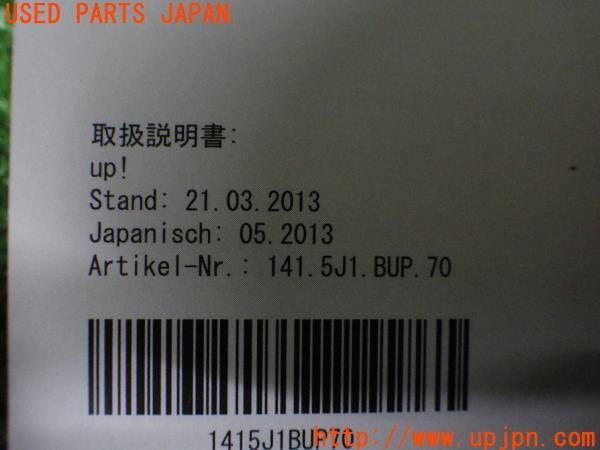 USED PARTS JAPAN
取扱説明書:
up!
Stand: 21.03.2013
Japanisch: 05.2013
Artikel-Nr.: 141.5J1.BUP.70
1415J1BUP70
http://www.upjpn.com